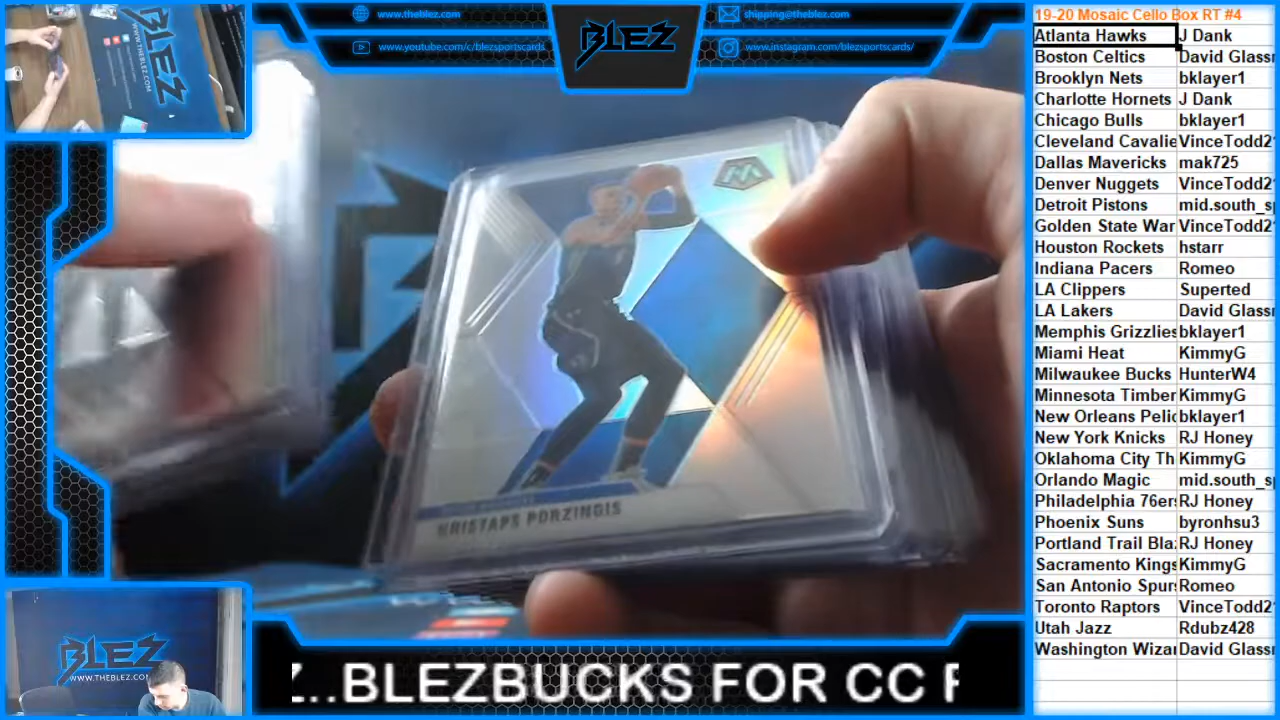 www.theblez.com
www.youtube.com/c/blezsportscards
BLEZ
shipping@theblez.com
www.instagram.com/blezsportscards/
BLEZ
KRISTAPS PORZINGIS
BLEZ
WWW.THEBLEZ.COM
Z...BLEZBUCKS FOR CC
19-20 Mosaic Cello Box RT #4
Atlanta Hawks J Dank
Boston Celtics David Glass
Brooklyn Nets bklayer1
Charlotte Hornets J Dank
Chicago Bulls bklayer1
Cleveland Cavalie VinceTodd2
Dallas Mavericks mak725
Denver Nuggets VinceTodd2
Detroit Pistons mid.south_s
Golden State War VinceTodd2
Houston Rockets hstarr
Indiana Pacers Romeo
LA Clippers Superted
LA Lakers David Glass
Memphis Grizzlies bklayer1
Miami Heat KimmyG
Milwaukee Bucks HunterW4
Minnesota Timber KimmyG
New Orleans Pelic bklayer1
New York Knicks RJ Honey
Oklahoma City Th KimmyG
Orlando Magic mid.south_s
Philadelphia 76ers RJ Honey
Phoenix Suns byronhsu3
Portland Trail Bla RJ Honey
Sacramento Kings KimmyG
San Antonio Spurs Romeo
Toronto Raptors VinceTodd2
Utah Jazz Rdubz428
Washington Wizar David Glass